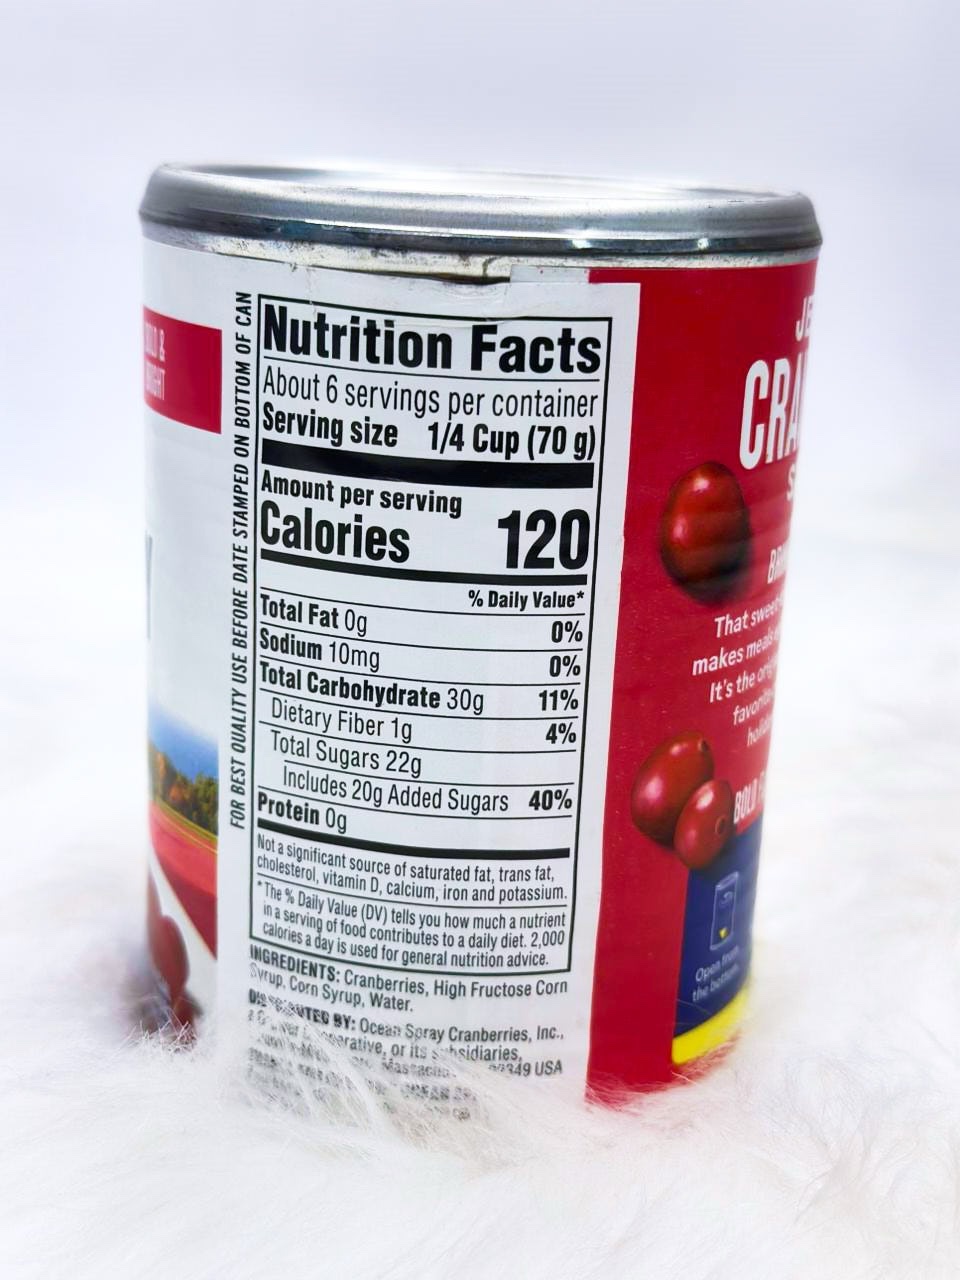 FOR BEST QUALITY USE BEFORE DATE STAMPED ON BOTTOM OF CAN
Nutrition Facts
About 6 servings per container
Serving size 1/4 Cup (70 g)
Amount per serving
Calories 120
% Daily Value*
Total Fat 0g 0%
Sodium 10mg 0%
Total Carbohydrate 30g 11%
Dietary Fiber 1g 4%
Total Sugars 22g
Includes 20g Added Sugars 40%
Protein 0g
Not a significant source of saturated fat, trans fat,
cholesterol, vitamin D, calcium, iron and potassium.
*The % Daily Value (DV) tells you how much a nutrient
in a serving of food contributes to a daily diet. 2,000
calories a day is used for general nutrition advice.
INGREDIENTS: Cranberries, High Fructose Corn
Syrup, Corn Syrup, Water.
BY: Ocean Spray Cranberries, Inc.,
or its
USA
CRA
That sweet
makes meals
It's the
BOLD
Open from
the bottom